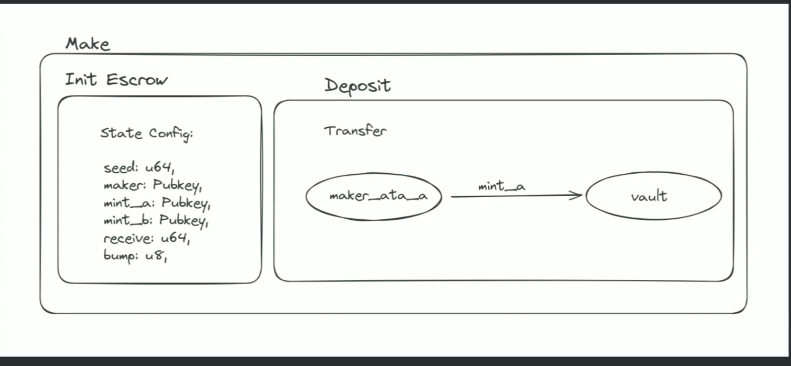 Make
Init Escrow
State Config:
seed: u64,
maker: Pubkey,
mint_a: Pubkey,
mint_b: Pubkey,
receive: u64,
bump: u8,
Deposit
Transfer
maker_ata_a
mint_a
vault